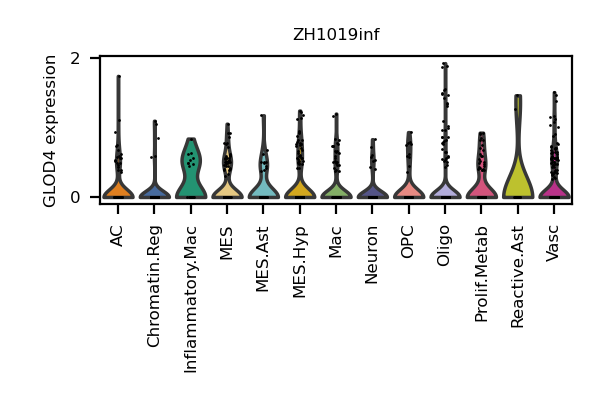 ZH1019inf
GLOD4 expression
2
0
AC
Chromatin.Reg
Inflammatory.Mac
MES
MES.Ast
MES.Hyp
Mac
Neuron
OPC
Oligo
Prolif.Metab
Reactive.Ast
Vasc